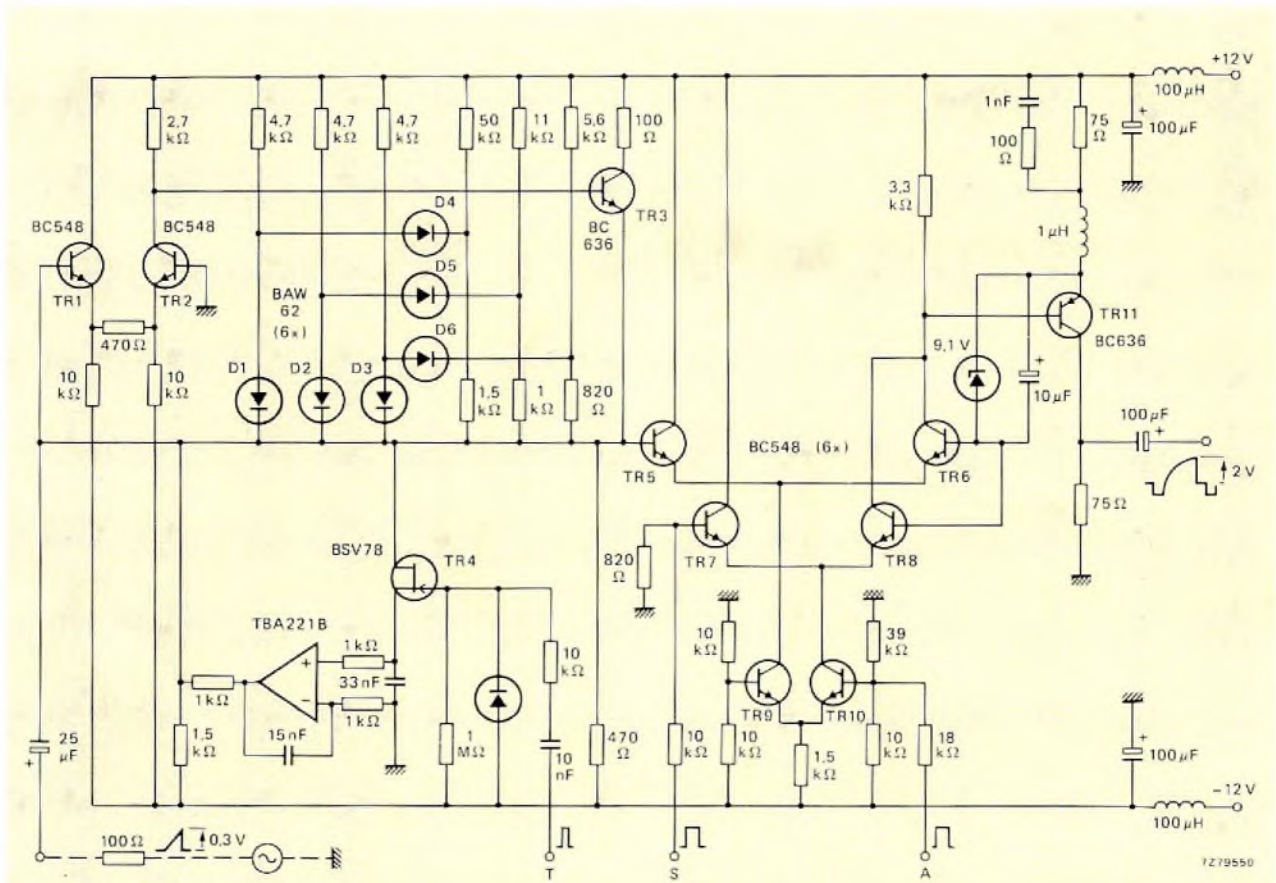 +12 V
100 µH
2,7 kΩ
4,7 kΩ
4,7 kΩ
4,7 kΩ
50 kΩ
11 kΩ
5,6 kΩ
100 Ω
1 nF
100 Ω
75 Ω
+
100 µF
3,3 kΩ
1 µH
BC548
BC548
TR1
TR2
BC 636
TR3
D4
D5
D6
BAW 62 (6x)
470 Ω
10 kΩ
10 kΩ
D1
D2
D3
1,5 kΩ
1 kΩ
820 Ω
9,1 V
+
10 µF
TR11
BC636
100 µF
+
2 V
75 Ω
TR5
BC548 (6x)
TR6
TR7
TR8
820 Ω
BSV78
TR4
TBA221B
+
−
1 kΩ
1 kΩ
33 nF
1 kΩ
15 nF
1,5 kΩ
10 kΩ
10 nF
1 MΩ
470 Ω
10 kΩ
10 kΩ
39 kΩ
TR9
TR10
10 kΩ
1,5 kΩ
10 kΩ
18 kΩ
25 µF
+
+
100 µF
−12 V
100 µH
100 Ω
0,3 V
T
S
A
7Z79550